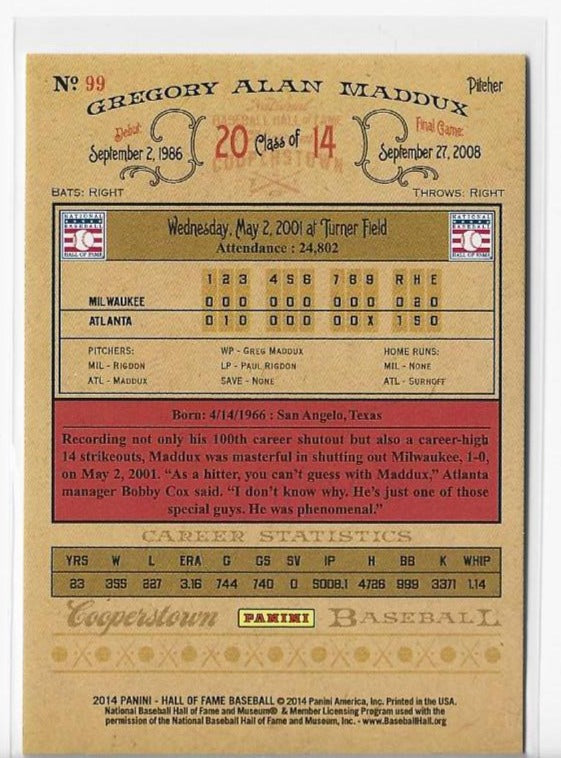 Nº 99
GREGORY ALAN MADDUX
Pitcher
Debut:
September 2, 1986
20 Class of 14
Final Game:
September 27, 2008
BATS: RIGHT
THROWS: RIGHT
NATIONAL BASEBALL HALL OF FAME
Wednesday, May 2, 2001 at Turner Field
Attendance : 24,802
NATIONAL BASEBALL HALL OF FAME
1 2 3 4 5 6 7 8 9 R H E
MILWAUKEE 0 0 0 0 0 0 0 0 0 0 2 0
ATLANTA 0 1 0 0 0 0 0 0 X 1 5 0
PITCHERS: WP - GREG MADDUX HOME RUNS:
MIL - RIGDON LP - PAUL RIGDON MIL - NONE
ATL - MADDUX SAVE - NONE ATL - SURHOFF
Born: 4/14/1966 : San Angelo, Texas
Recording not only his 100th career shutout but also a career-high
14 strikeouts, Maddux was masterful in shutting out Milwaukee, 1-0,
on May 2, 2001. “As a hitter, you can’t guess with Maddux,” Atlanta
manager Bobby Cox said. “I don’t know why. He’s just one of those
special guys. He was phenomenal.”
CAREER STATISTICS
YRS W L ERA G GS SV IP H BB K WHIP
23 355 227 3.16 744 740 0 5008.1 4726 999 3371 1.14
Cooperstown PANINI BASEBALL
2014 PANINI - HALL OF FAME BASEBALL © 2014 Panini America, Inc. Printed in the USA.
National Baseball Hall of Fame and Museum® & Member Licensing Program used with the
permission of the National Baseball Hall of Fame and Museum, Inc. - www.BaseballHall.org